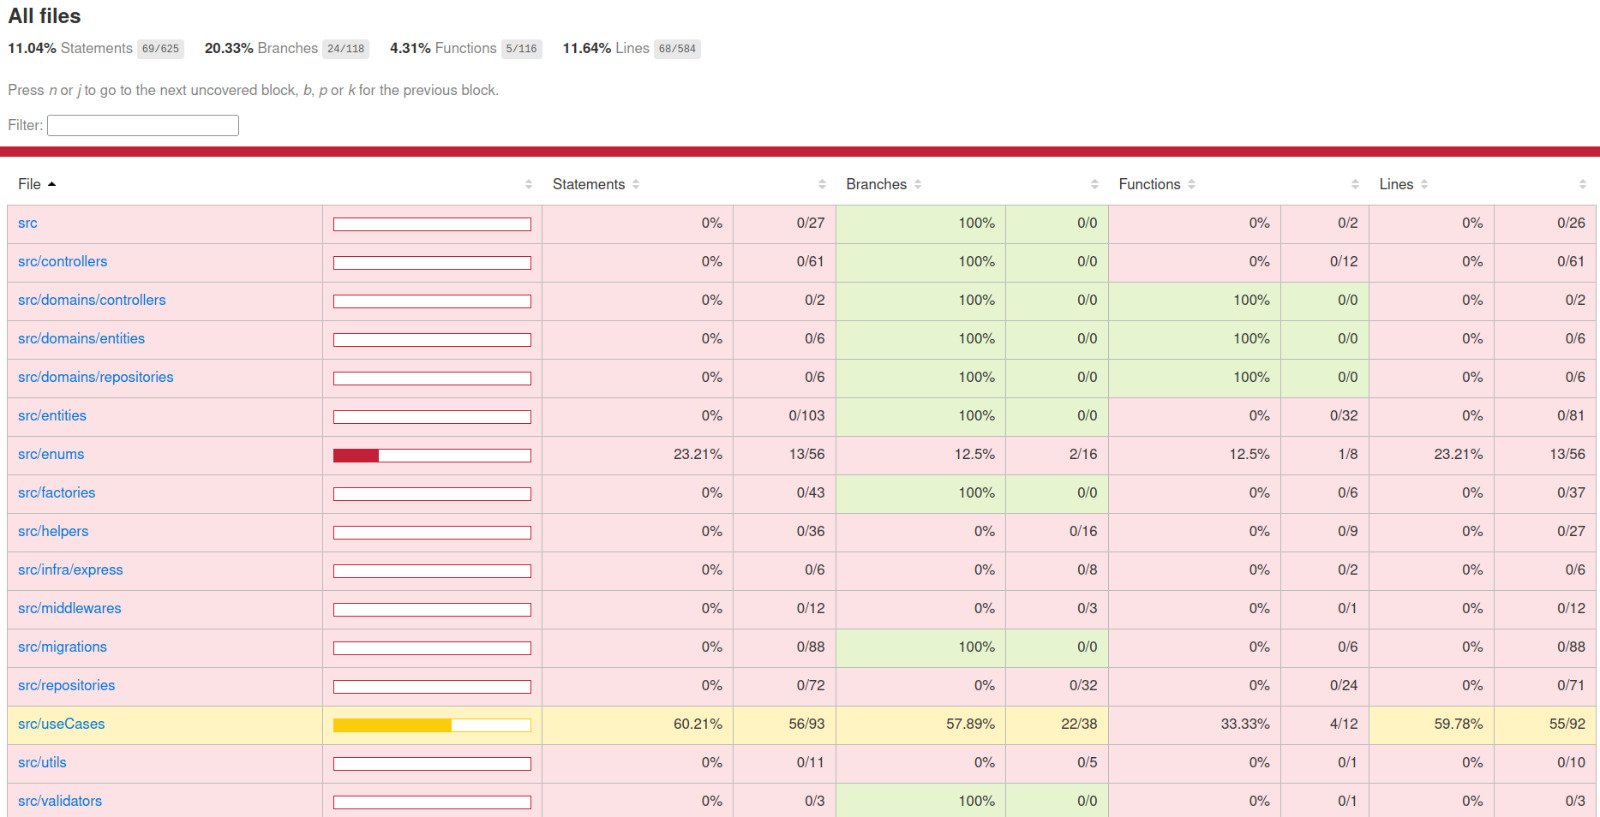 All files
11.04% Statements 69/625 20.33% Branches 24/118 4.31% Functions 5/116 11.64% Lines 68/584
Press n or j to go to the next uncovered block, b, p or k for the previous block.
Filter:
File Statements Branches Functions Lines
src 0% 0/27 100% 0/0 0% 0/2 0% 0/26
src/controllers 0% 0/61 100% 0/0 0% 0/12 0% 0/61
src/domains/controllers 0% 0/2 100% 0/0 100% 0/0 0% 0/2
src/domains/entities 0% 0/6 100% 0/0 100% 0/0 0% 0/6
src/domains/repositories 0% 0/6 100% 0/0 100% 0/0 0% 0/6
src/entities 0% 0/103 100% 0/0 0% 0/32 0% 0/81
src/enums 23.21% 13/56 12.5% 2/16 12.5% 1/8 23.21% 13/56
src/factories 0% 0/43 100% 0/0 0% 0/6 0% 0/37
src/helpers 0% 0/36 0% 0/16 0% 0/9 0% 0/27
src/infra/express 0% 0/6 0% 0/8 0% 0/2 0% 0/6
src/middlewares 0% 0/12 0% 0/3 0% 0/1 0% 0/12
src/migrations 0% 0/88 100% 0/0 0% 0/6 0% 0/88
src/repositories 0% 0/72 0% 0/32 0% 0/24 0% 0/71
src/useCases 60.21% 56/93 57.89% 22/38 33.33% 4/12 59.78% 55/92
src/utils 0% 0/11 0% 0/5 0% 0/1 0% 0/10
src/validators 0% 0/3 100% 0/0 0% 0/1 0% 0/3